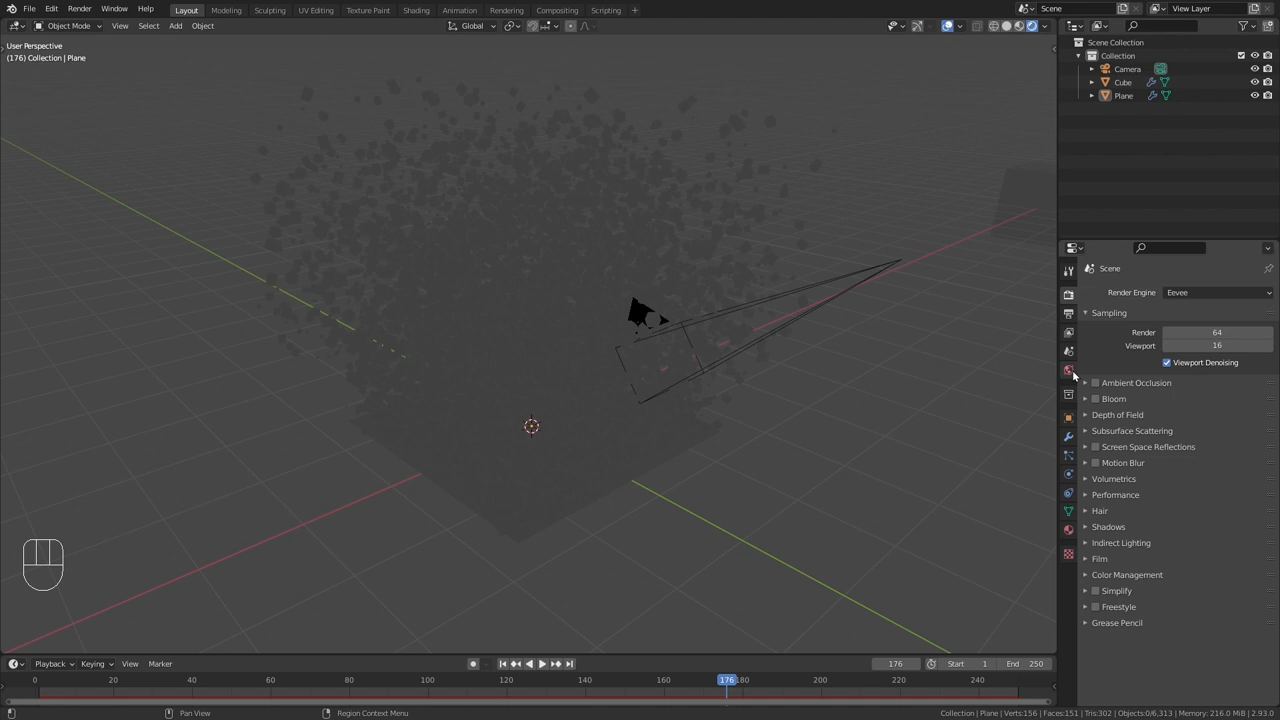 File Edit Render Window Help Layout Modeling Sculpting UV Editing Texture Paint Shading Animation Rendering Compositing Scripting + Scene View Layer
Object Mode View Select Add Object Global
User Perspective
(176) Collection | Plane
Scene Collection
Collection
Camera
Cube
Plane
Scene
Render Engine Eevee
Sampling
Render 64
Viewport 16
Viewport Denoising
Ambient Occlusion
Bloom
Depth of Field
Subsurface Scattering
Screen Space Reflections
Motion Blur
Volumetrics
Performance
Hair
Shadows
Indirect Lighting
Film
Color Management
Simplify
Freestyle
Grease Pencil
Playback Keying View Marker 176 Start 1 End 250
0 20 40 60 80 100 120 140 160 176 180 200 220 240
Pan View Region Context Menu Collection | Plane | Verts:156 | Faces:151 | Tris:302 | Objects:0/6,313 | Memory: 216.0 MiB | 2.93.0